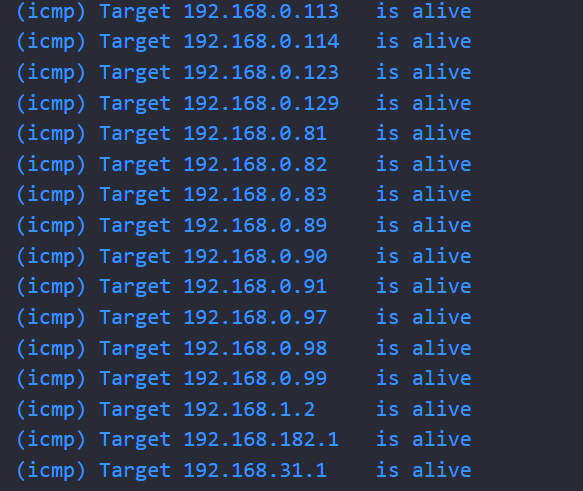 (icmp) Target 192.168.0.113   is alive
(icmp) Target 192.168.0.114   is alive
(icmp) Target 192.168.0.123   is alive
(icmp) Target 192.168.0.129   is alive
(icmp) Target 192.168.0.81    is alive
(icmp) Target 192.168.0.82    is alive
(icmp) Target 192.168.0.83    is alive
(icmp) Target 192.168.0.89    is alive
(icmp) Target 192.168.0.90    is alive
(icmp) Target 192.168.0.91    is alive
(icmp) Target 192.168.0.97    is alive
(icmp) Target 192.168.0.98    is alive
(icmp) Target 192.168.0.99    is alive
(icmp) Target 192.168.1.2     is alive
(icmp) Target 192.168.182.1   is alive
(icmp) Target 192.168.31.1    is alive